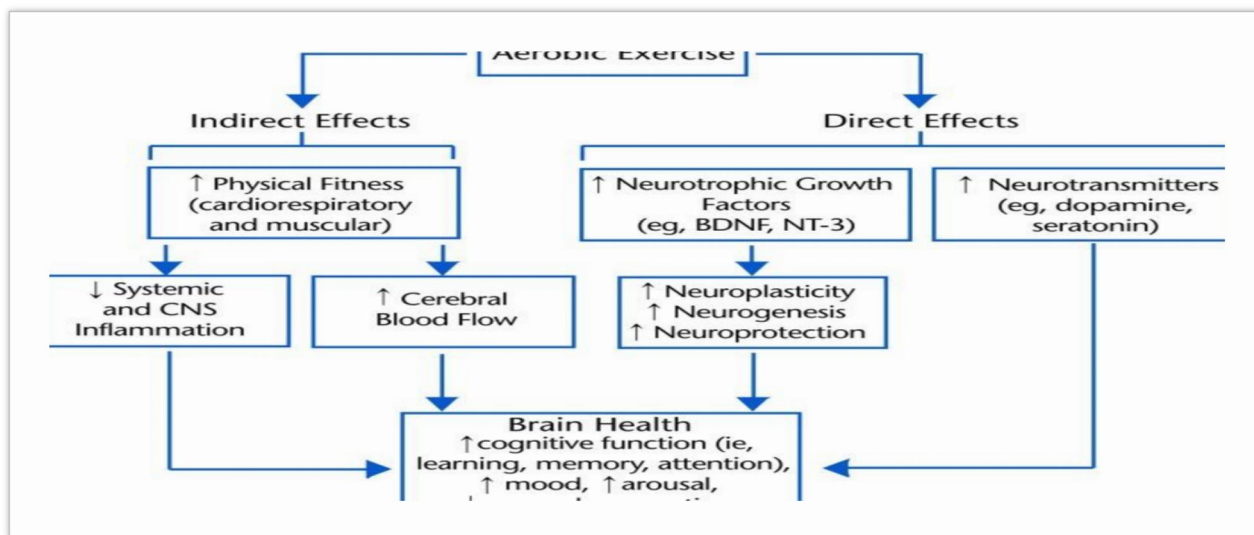 Aerobic Exercise
Indirect Effects
Direct Effects
↑ Physical Fitness
(cardiorespiratory
and muscular)
↑ Neurotrophic Growth
Factors
(eg, BDNF, NT-3)
↑ Neurotransmitters
(eg, dopamine,
seratonin)
↓ Systemic
and CNS
Inflammation
↑ Cerebral
Blood Flow
↑ Neuroplasticity
↑ Neurogenesis
↑ Neuroprotection
Brain Health
↑cognitive function (ie,
learning, memory, attention),
↑ mood, ↑ arousal,